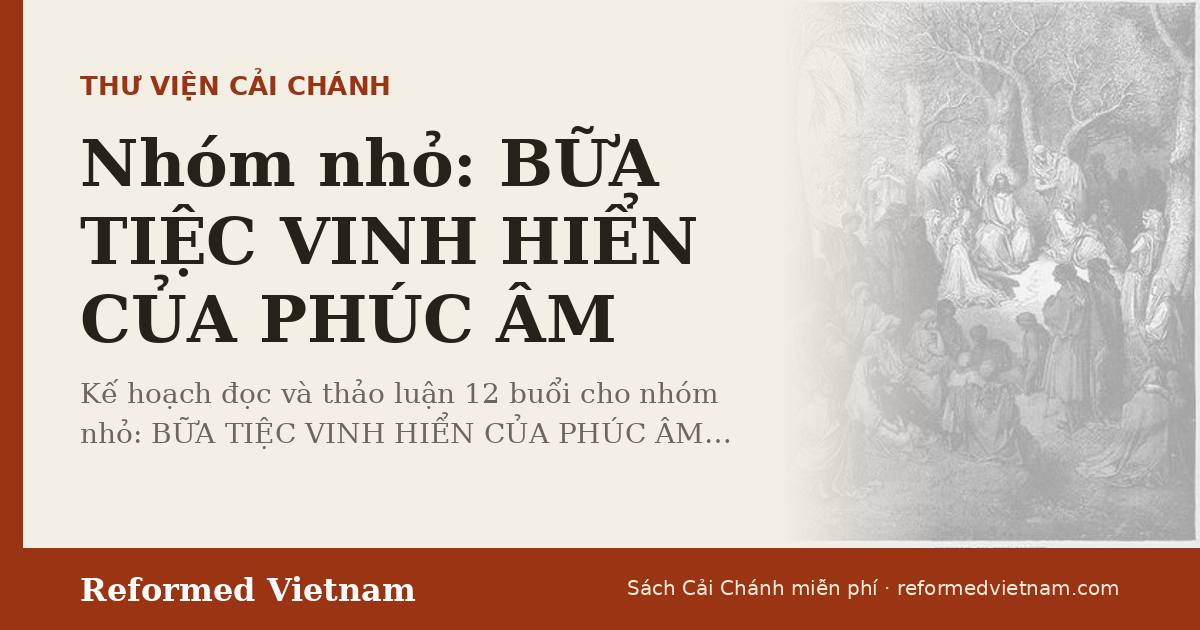 THƯ VIỆN CẢI CHÁNH
Nhóm nhỏ: BỮA
TIỆC VINH HIỂN
CỦA PHÚC ÂM
Kế hoạch đọc và thảo luận 12 buổi cho nhóm
nhỏ: BỮA TIỆC VINH HIỂN CỦA PHÚC ÂM…
Reformed Vietnam
Sách Cải Chánh miễn phí · reformedvietnam.com